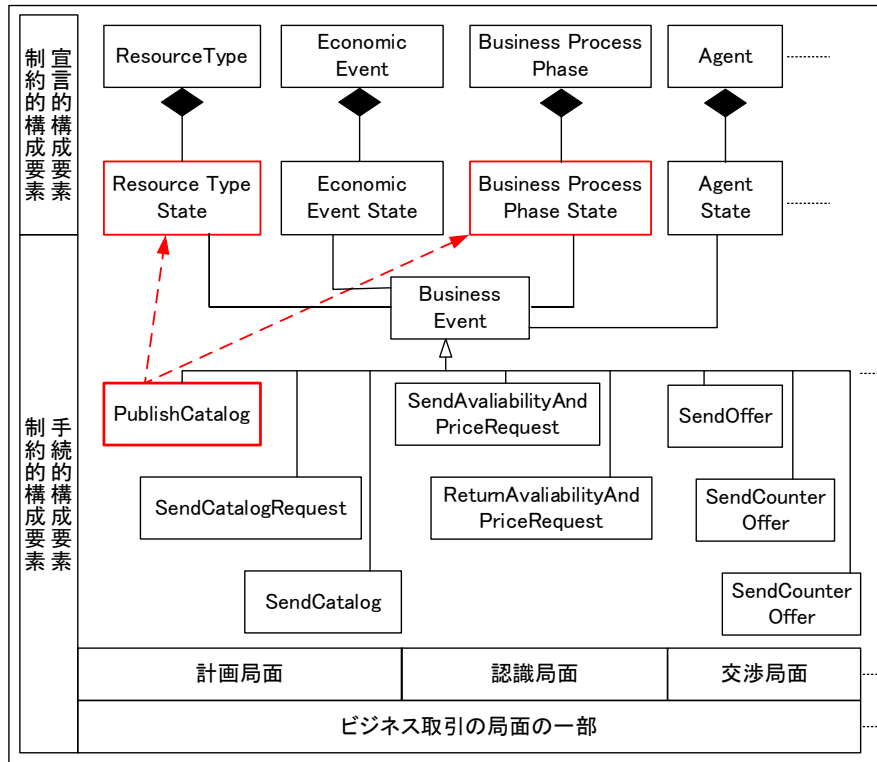 宣言的構成要素
制約的構成要素
ResourceType
Economic
Event
Business Process
Phase
Agent
Resource Type
State
Economic
Event State
Business Process
Phase State
Agent
State
手続的構成要素
制約的構成要素
Business
Event
PublishCatalog
SendAvaliabilityAnd
PriceRequest
SendOffer
SendCatalogRequest
ReturnAvaliabilityAnd
PriceRequest
SendCounter
Offer
SendCatalog
SendCounter
Offer
計画局面
認識局面
交渉局面
ビジネス取引の局面の一部